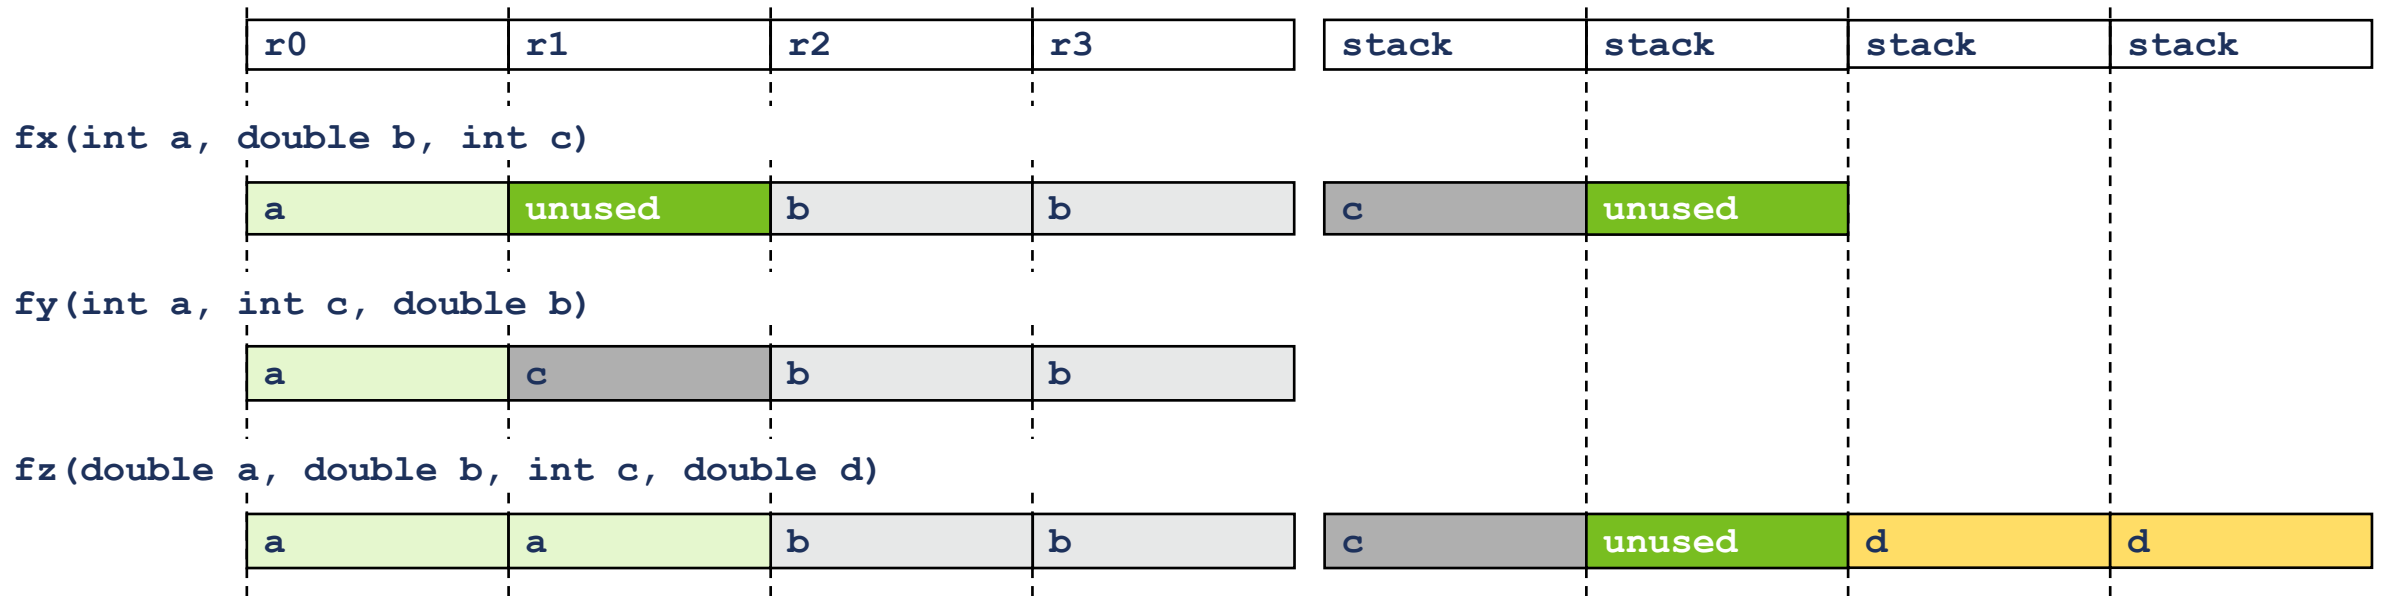 r0 r1 r2 r3 stack stack stack stack
fx(int a, double b, int c)
a unused b b c unused
fy(int a, int c, double b)
a c b b
fz(double a, double b, int c, double d)
a a b b c unused d d